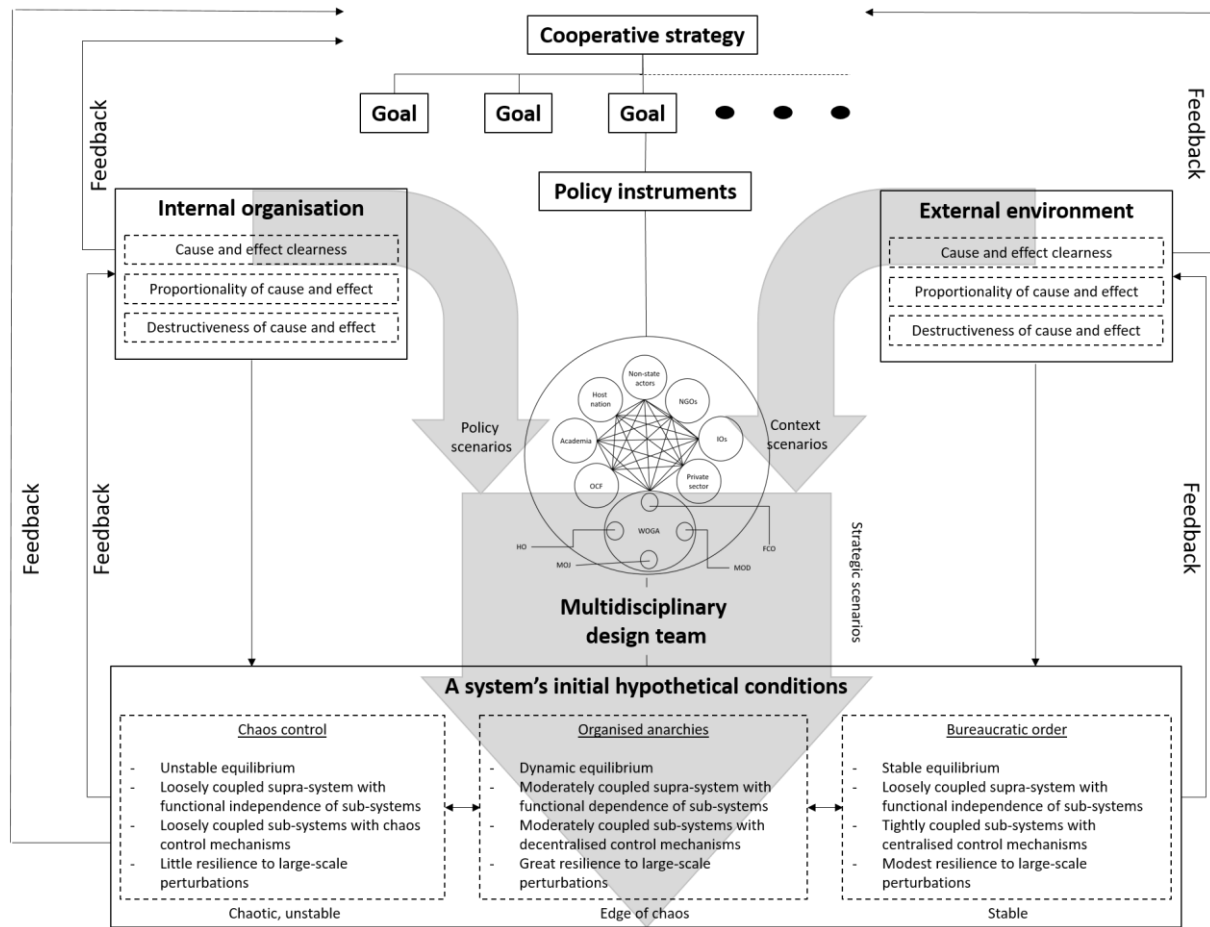 Cooperative strategy
Goal
Goal
Goal
Feedback
Feedback
Policy instruments
Internal organisation
Cause and effect clearness
Proportionality of cause and effect
Destructiveness of cause and effect
External environment
Cause and effect clearness
Proportionality of cause and effect
Destructiveness of cause and effect
Policy
scenarios
Context
scenarios
Non-state
actors
Host
nation
NGOs
Academia
IOs
OCF
Private
sector
WOGA
HO
FCO
MOJ
MOD
Feedback
Feedback
Feedback
Strategic scenarios
Multidisciplinary
design team
A system's initial hypothetical conditions
Chaos control
- Unstable equilibrium
- Loosely coupled supra-system with
functional independence of sub-systems
- Loosely coupled sub-systems with chaos
control mechanisms
- Little resilience to large-scale
perturbations
Chaotic, unstable
Organised anarchies
- Dynamic equilibrium
- Moderately coupled supra-system with
functional dependence of sub-systems
- Moderately coupled sub-systems with
decentralised control mechanisms
- Great resilience to large-scale
perturbations
Edge of chaos
Bureaucratic order
- Stable equilibrium
- Loosely coupled supra-system with
functional independence of sub-systems
- Tightly coupled sub-systems with
centralised control mechanisms
- Modest resilience to large-scale
perturbations
Stable